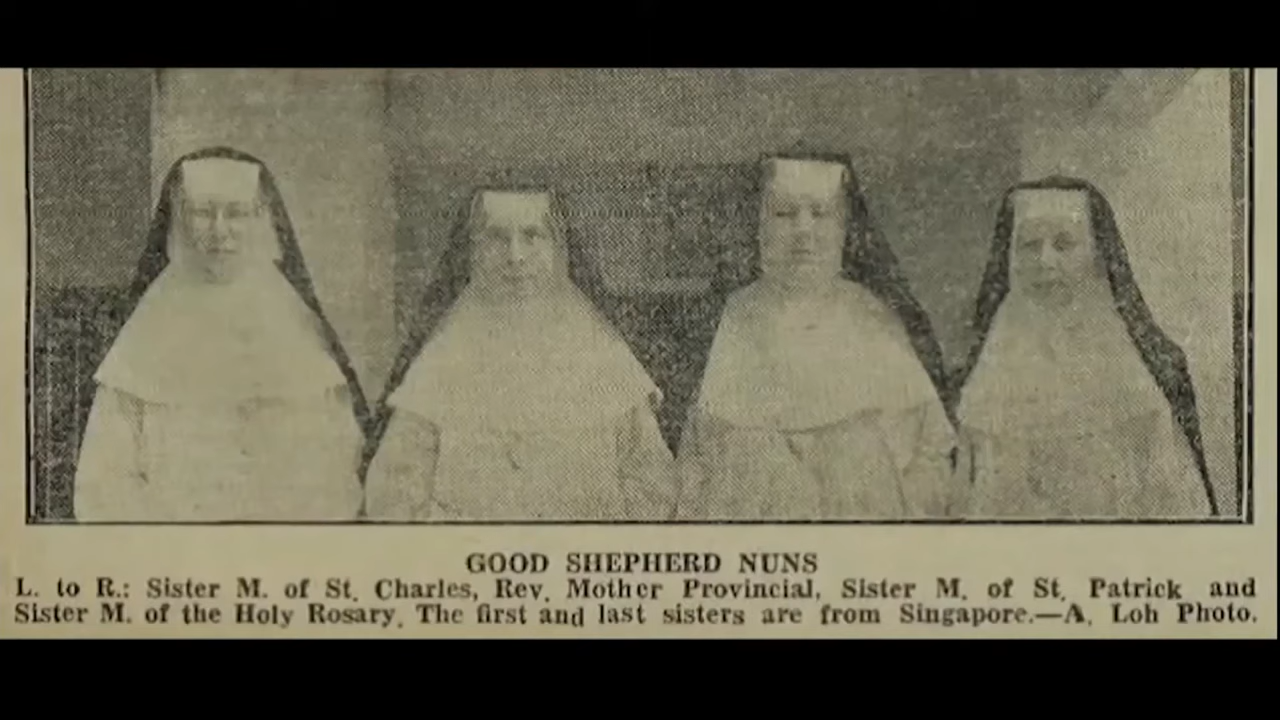 GOOD SHEPHERD NUNS
L. to R.: Sister M. of St. Charles, Rev. Mother Provincial, Sister M. of St. Patrick and
Sister M. of the Holy Rosary. The first and last sisters are from Singapore.—A. Loh Photo.